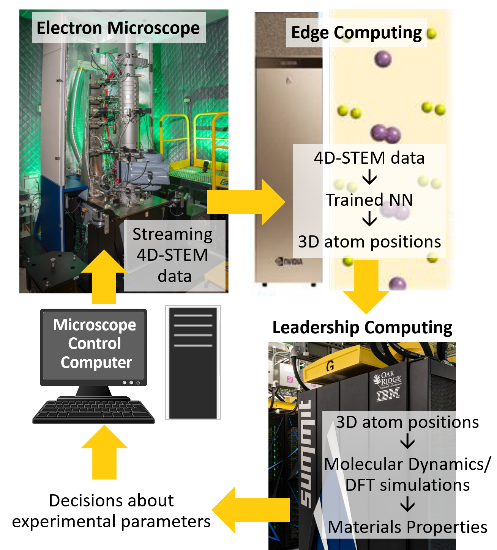 Electron Microscope
Streaming
4D-STEM
data
Edge Computing
4D-STEM data
↓
Trained NN
↓
3D atom positions
NVIDIA
Leadership Computing
G
OAK
RIDGE
IBM
summit
3D atom positions
↓
Molecular Dynamics/
DFT simulations
↓
Materials Properties
Decisions about
experimental parameters
Microscope
Control
Computer